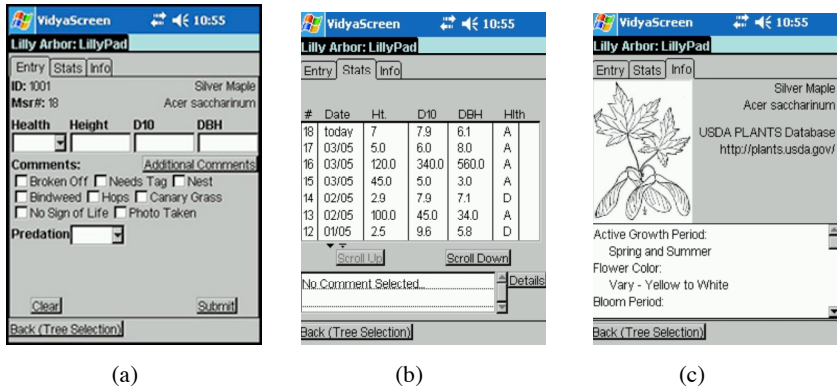 VidyaScreen 10:55
Lilly Arbor: LillyPad
Entry Stats Info
ID: 1001 Silver Maple
Msr#: 18 Acer saccharinum
Health Height D10 DBH
Comments: Additional Comments
Broken Off Needs Tag Nest
Bindweed Hops Canary Grass
No Sign of Life Photo Taken
Predation
Clear Submit
Back (Tree Selection)
(a)
VidyaScreen 10:55
Lilly Arbor: LillyPad
Entry Stats Info
# Date Ht. D10 DBH Hlth
18 today 7 7.9 6.1 A
17 03/05 5.0 6.0 8.0 A
16 03/05 120.0 340.0 560.0 A
15 03/05 45.0 5.0 3.0 A
14 02/05 2.9 7.9 7.1 D
13 02/05 100.0 45.0 34.0 A
12 01/05 2.5 9.6 5.8 D
Scroll Up Scroll Down
No Comment Selected... Details
Back (Tree Selection)
(b)
VidyaScreen 10:55
Lilly Arbor: LillyPad
Entry Stats Info
Silver Maple
Acer saccharinum
USDA PLANTS Database
http://plants.usda.gov/
Active Growth Period:
Spring and Summer
Flower Color:
Vary - Yellow to White
Bloom Period:
Back (Tree Selection)
(c)